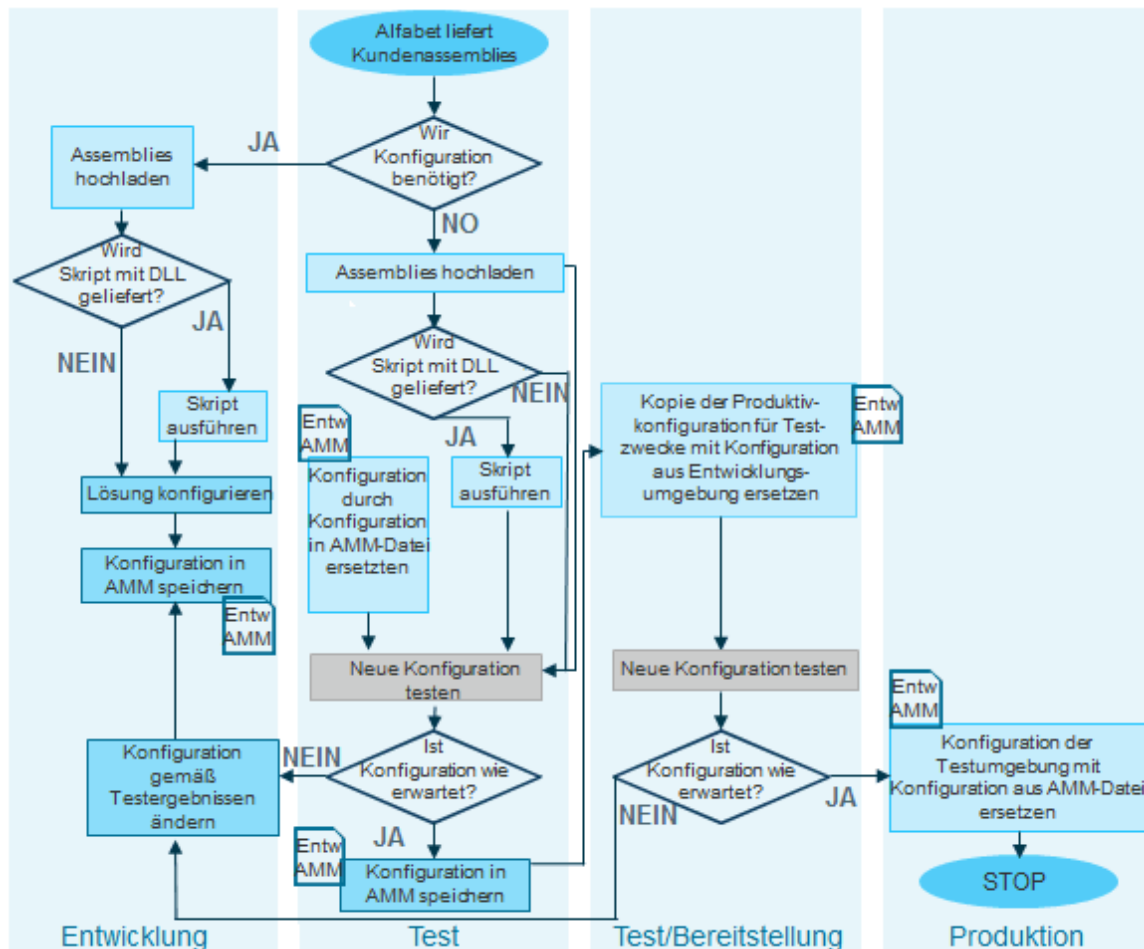 Alfabet liefert
Kundenassemblies
Wir
Konfiguration
benötigt?
JA
NO
Assemblies
hochladen
Wird
Skript mit DLL
geliefert?
JA
NEIN
Skript
ausführen
Lösung konfigurieren
Konfiguration in
AMM speichern
Entw
AMM
Konfiguration
gemäß
Testergebnissen
ändern
Entwicklung
Assemblies hochladen
Wird
Skript mit DLL
geliefert?
NEIN
JA
Entw
AMM
Konfiguration
durch
Konfiguration
in AMM-Datei
ersetzten
Skript
ausführen
Neue Konfiguration
testen
Ist
Konfiguration wie
erwartet?
NEIN
JA
Entw
AMM
Konfiguration in
AMM speichern
Test
Kopie der Produktiv-
konfiguration für Test-
zwecke mit Konfiguration
aus Entwicklungs-
umgebung ersetzen
Entw
AMM
Neue Konfiguration testen
Ist
Konfiguration wie
erwartet?
NEIN
JA
Test/Bereitstellung
Entw
AMM
Konfiguration der
Testumgebung mit
Konfiguration aus AMM-Datei
ersetzen
STOP
Produktion